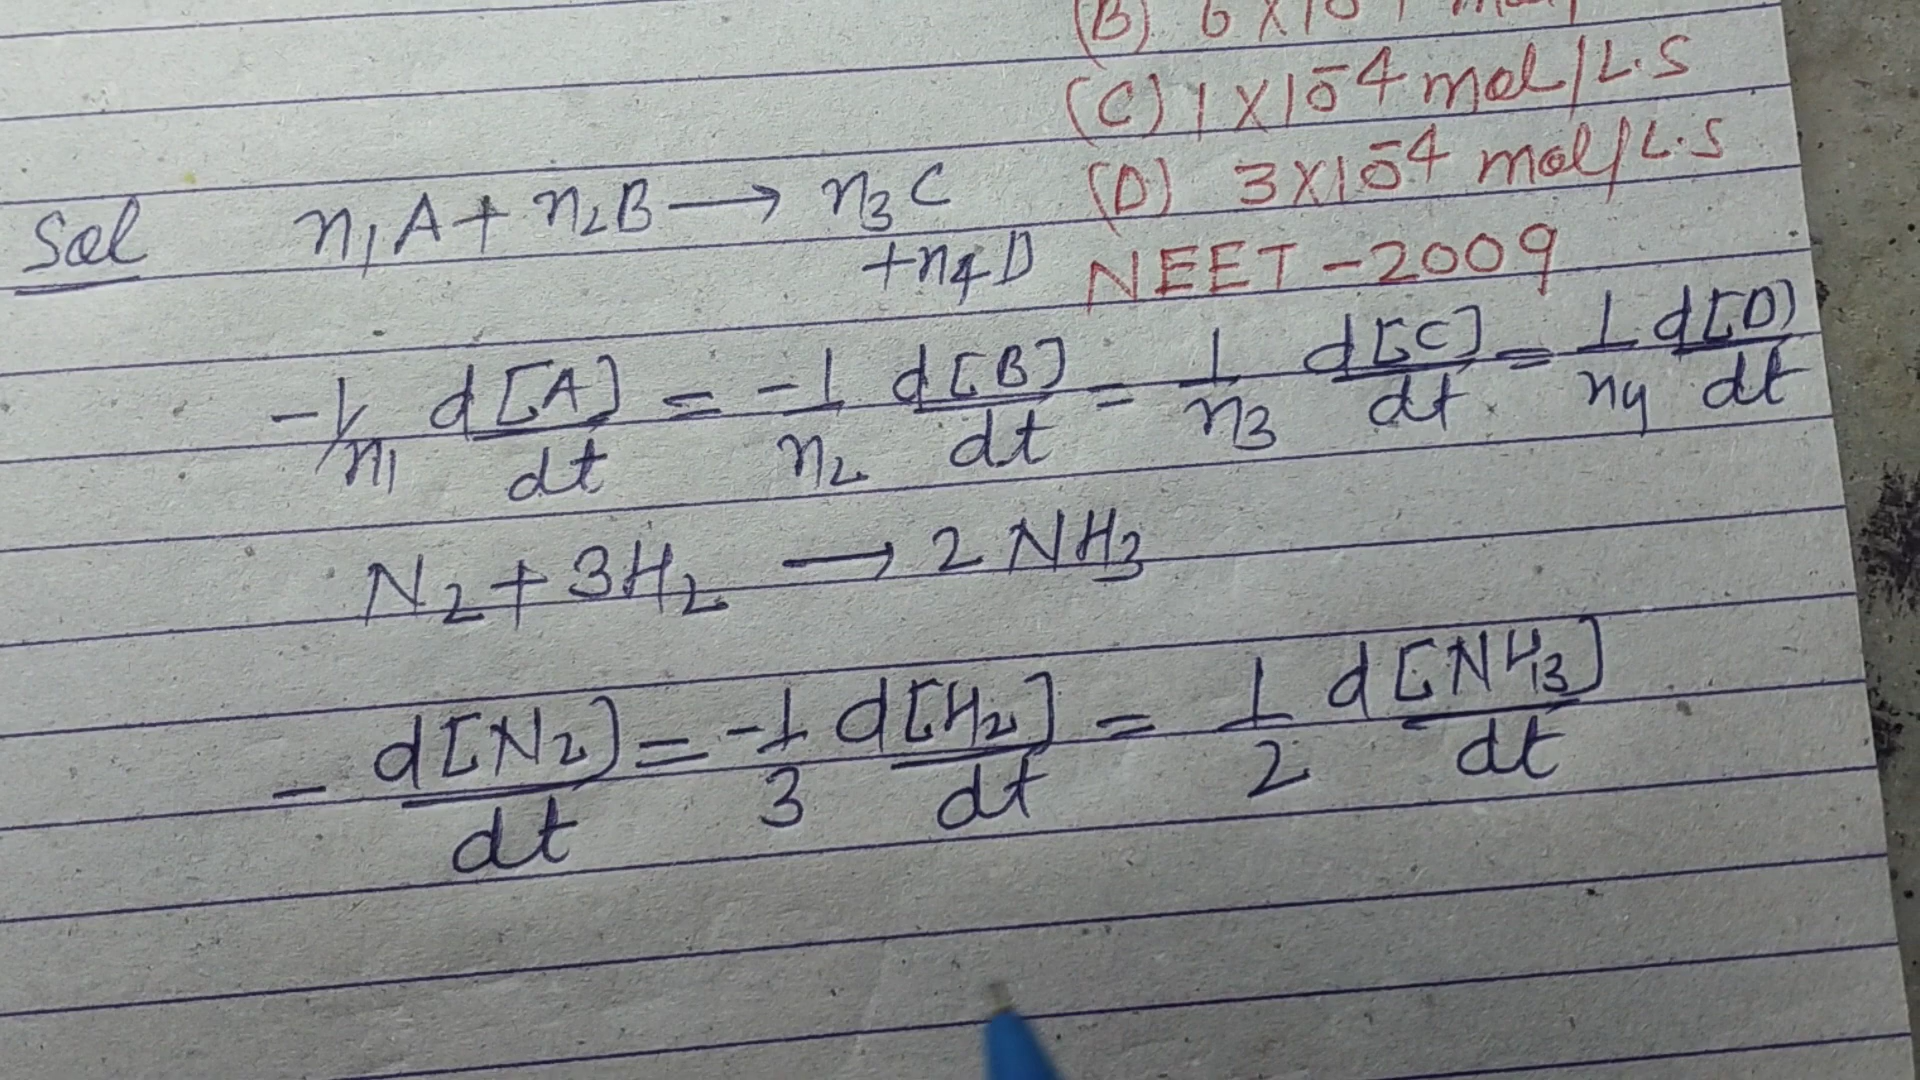 (B) 6 X 10
(C) 1 X 10⁻⁴ mol/L.S
(D) 3 X 10⁻⁴ mol/L.S
NEET - 2009
Sol n₁A + n₂B → n₃C
+ n₄D
-1/n₁ d[A]/dt = -1/n₂ d[B]/dt = 1/n₃ d[C]/dt = 1/n₄ d[D]/dt
N₂ + 3H₂ → 2NH₃
- d[N₂]/dt = -1/3 d[H₂]/dt = 1/2 d[NH₃]/dt